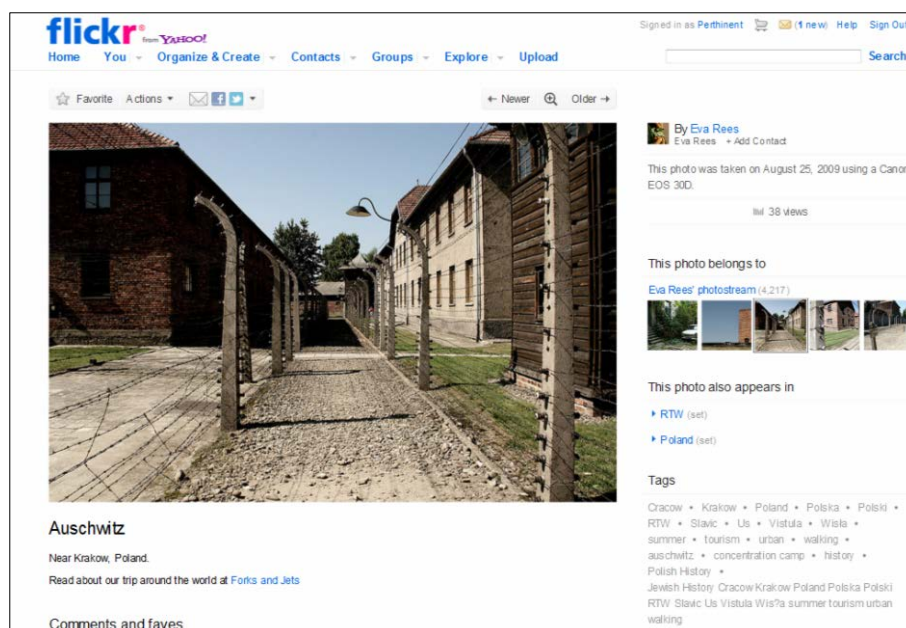 flickr from YAHOO!
Signed in as Perthinent (1 new) Help Sign Out
Home You Organize & Create Contacts Groups Explore Upload
Search
Favorite Actions
← Newer Older →
By Eva Rees
Eva Rees + Add Contact
This photo was taken on August 25, 2009 using a Canon
EOS 30D.
38 views
This photo belongs to
Eva Rees' photostream (4,217)
This photo also appears in
RTW (set)
Poland (set)
Tags
Cracow • Krakow • Poland • Polska • Polski •
RTW • Slavic • Us • Vistula • Wisła •
summer • tourism • urban • walking •
auschwitz • concentration camp • history •
Polish History •
Jewish History Cracow Krakow Poland Polska Polski
RTW Slavic Us Vistula Wis?a summer tourism urban
walking
Auschwitz
Near Krakow, Poland.
Read about our trip around the world at Forks and Jets
Comments and faves